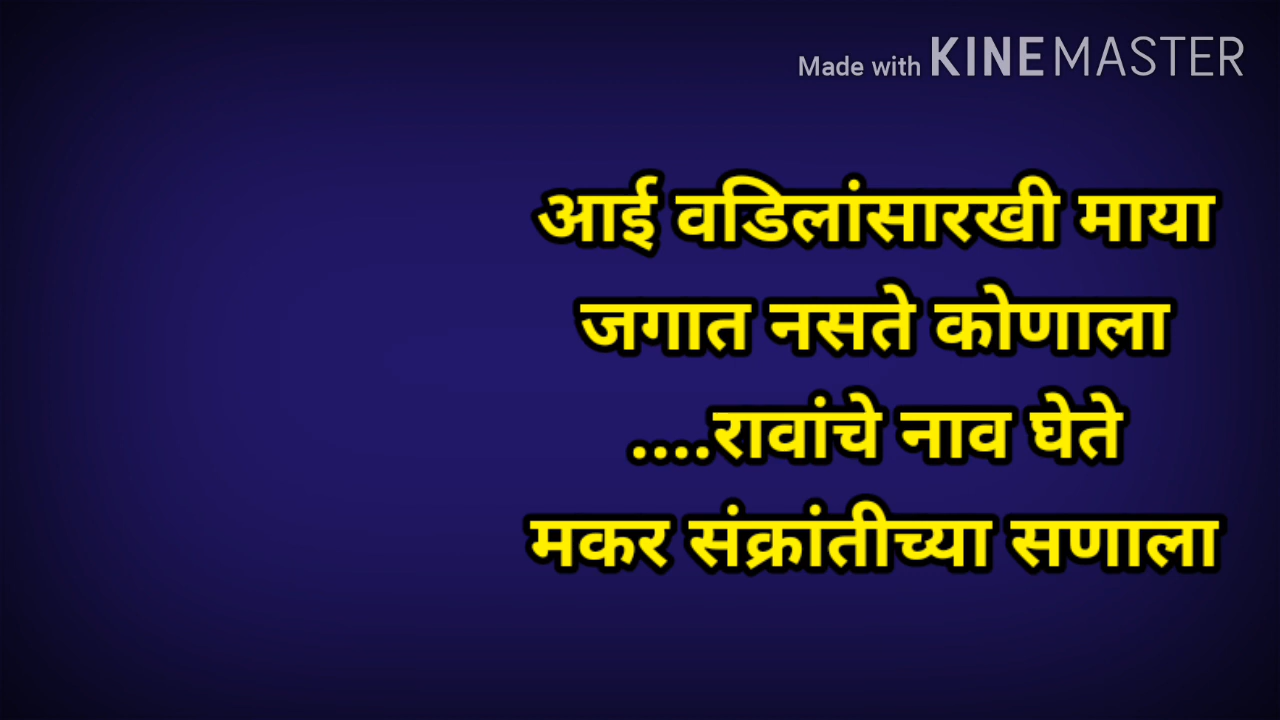 Made with KINEMASTER
आई वडिलांसारखी माया
जगात नसते कोणाला
....रावांचे नाव घेते
मकर संक्रांतीच्या सणाला